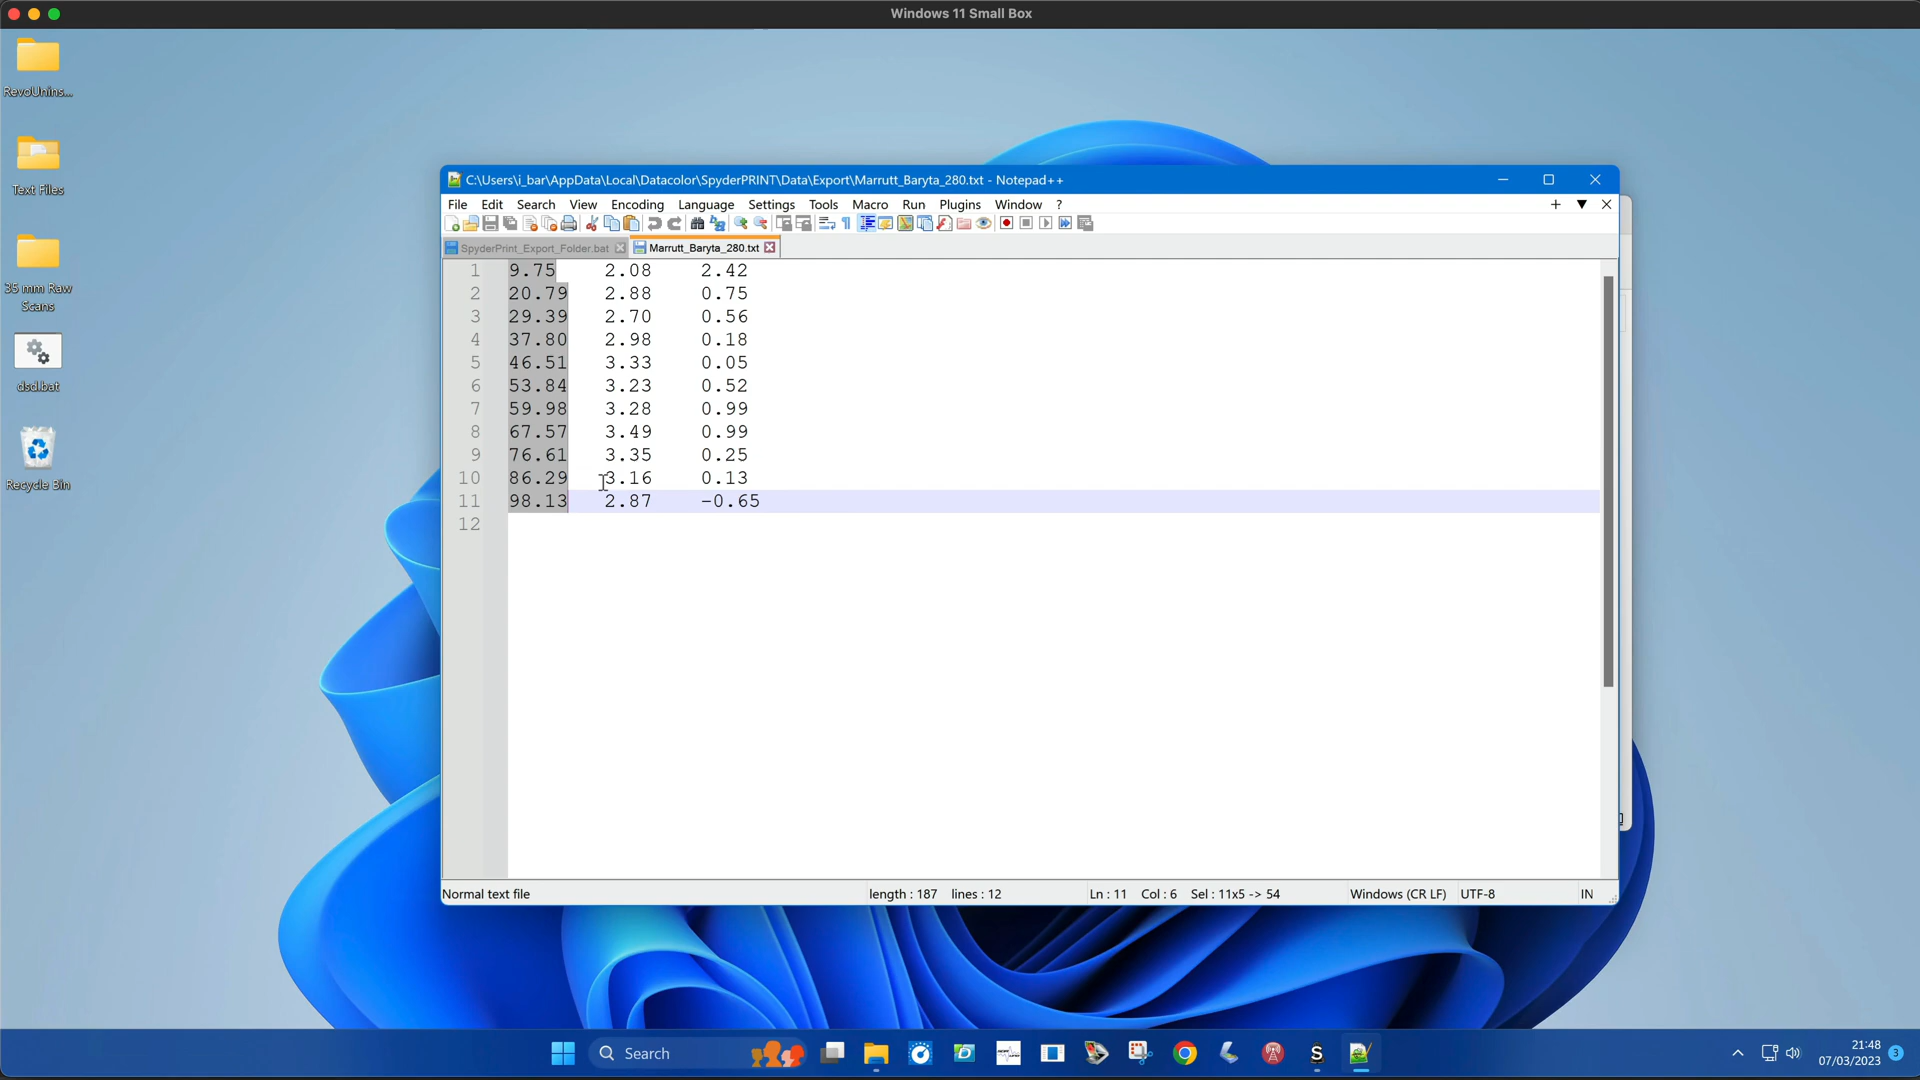 Windows 11 Small Box
RevoUnins...
Text Files
35 mm Raw
Scans
dsd.bat
Recycle Bin
C:\Users\i_bar\AppData\Local\Datacolor\SpyderPRINT\Data\Export\Marrutt_Baryta_280.txt - Notepad++
File Edit Search View Encoding Language Settings Tools Macro Run Plugins Window ?
SpyderPrint_Export_Folder.bat Marrutt_Baryta_280.txt
1 9.75 2.08 2.42
2 20.79 2.88 0.75
3 29.39 2.70 0.56
4 37.80 2.98 0.18
5 46.51 3.33 0.05
6 53.84 3.23 0.52
7 59.98 3.28 0.99
8 67.57 3.49 0.99
9 76.61 3.35 0.25
10 86.29 3.16 0.13
11 98.13 2.87 -0.65
12
Normal text file length : 187 lines : 12 Ln : 11 Col : 6 Sel : 11x5 -> 54 Windows (CR LF) UTF-8 IN
Search
21:48
07/03/2023 3